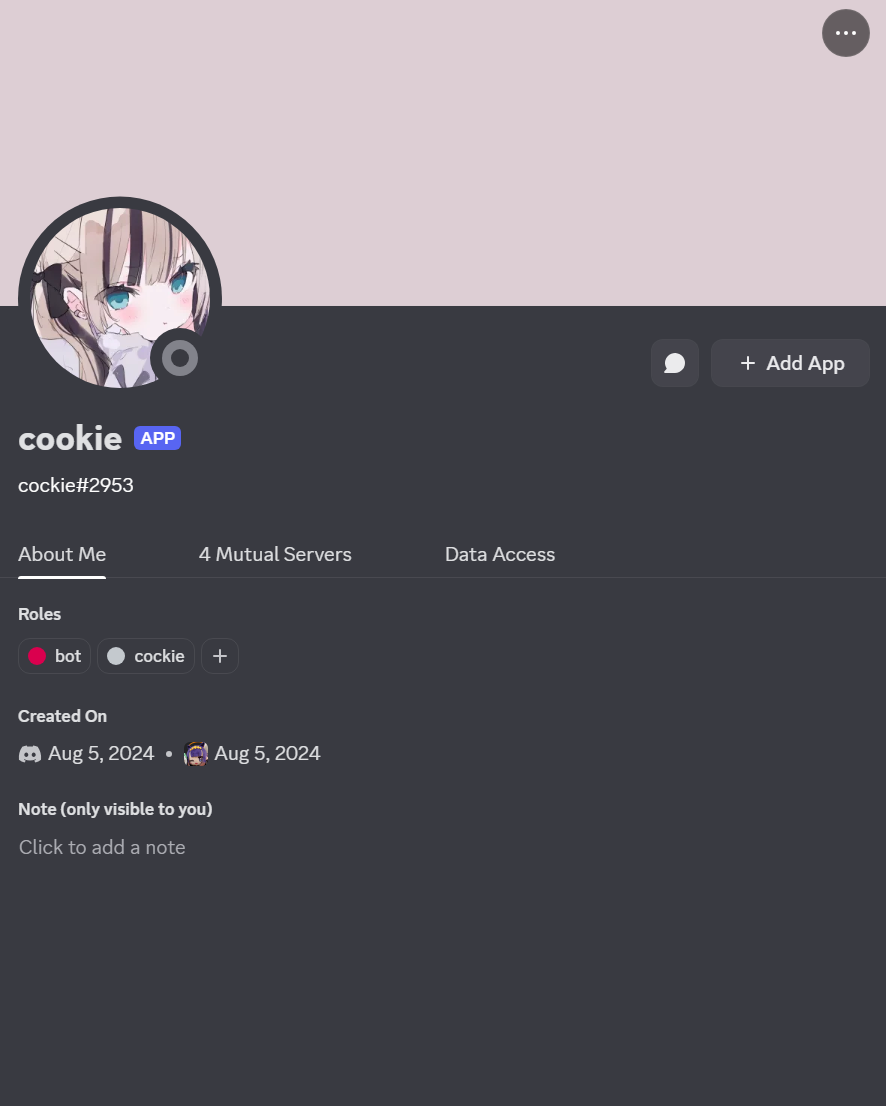 + Add App
cookie APP
cockie#2953
About Me 4 Mutual Servers Data Access
Roles
bot cockie +
Created On
Aug 5, 2024 • Aug 5, 2024
Note (only visible to you)
Click to add a note